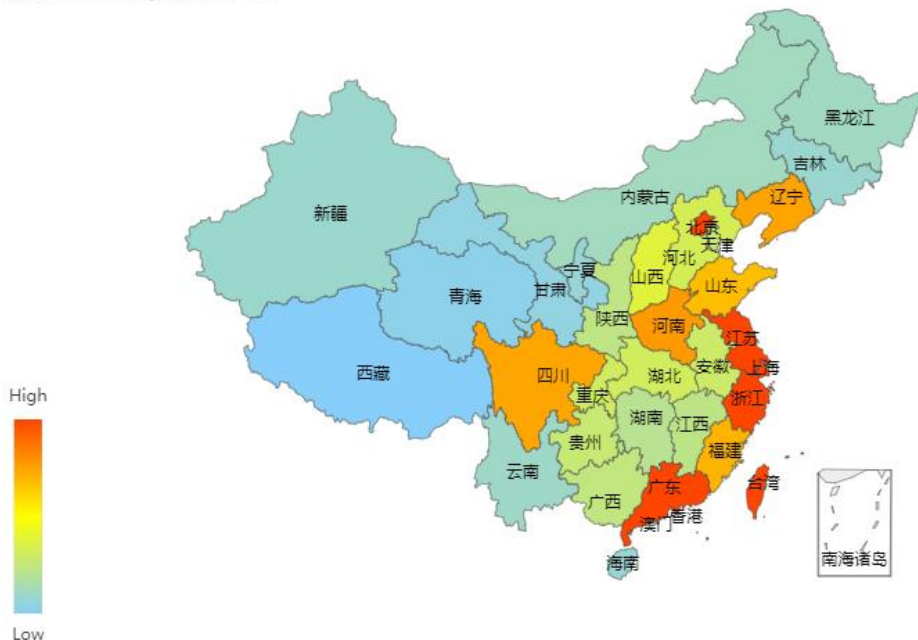 黑龙江
吉林
辽宁
内蒙古
新疆
北京
天津
河北
山西
宁夏
山东
青海
甘肃
陕西
河南
江苏
西藏
四川
安徽
上海
湖北
重庆
浙江
High
湖南
江西
贵州
福建
云南
台湾
广东
广西
香港
澳门
海南
南海诸岛
Low